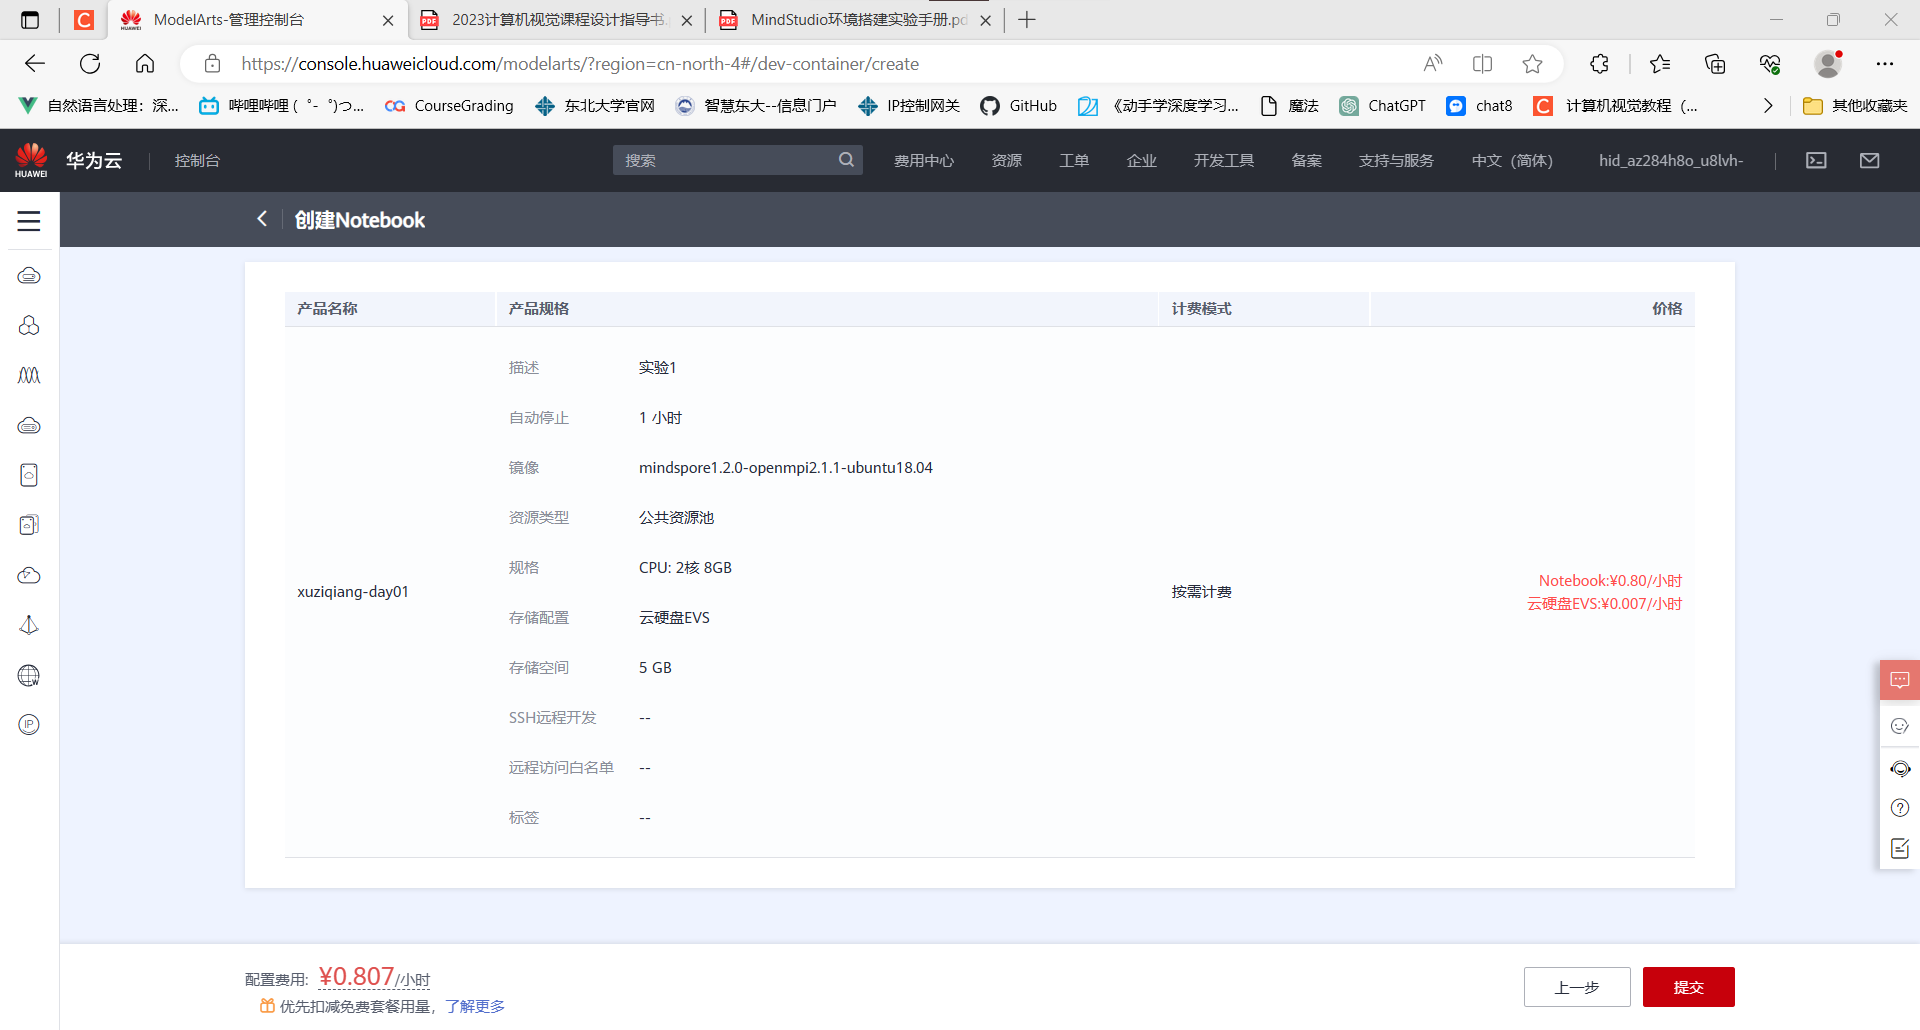 ModelArts-管理控制台
2023计算机视觉课程设计指导书.
MindStudio环境搭建实验手册.pd
https://console.huaweicloud.com/modelarts/?region=cn-north-4#/dev-container/create
自然语言处理：深...
哔哩哔哩 ( ゜- ゜)つ...
CourseGrading
东北大学官网
智慧东大--信息门户
IP控制网关
GitHub
《动手学深度学习...
魔法
ChatGPT
chat8
计算机视觉教程（...
其他收藏夹
HUAWEI
华为云
控制台
搜索
费用中心
资源
工单
企业
开发工具
备案
支持与服务
中文（简体）
hid_az284h8o_u8lvh-
创建Notebook
产品名称 产品规格 计费模式 价格
描述 实验1
自动停止 1 小时
镜像 mindspore1.2.0-openmpi2.1.1-ubuntu18.04
资源类型 公共资源池
规格 CPU: 2核 8GB
xuziqiang-day01
按需计费
Notebook:¥0.80/小时
云硬盘EVS:¥0.007/小时
存储配置 云硬盘EVS
存储空间 5 GB
SSH远程开发 --
远程访问白名单 --
标签 --
配置费用: ¥0.807/小时
优先扣减免费套餐用量，了解更多
上一步
提交